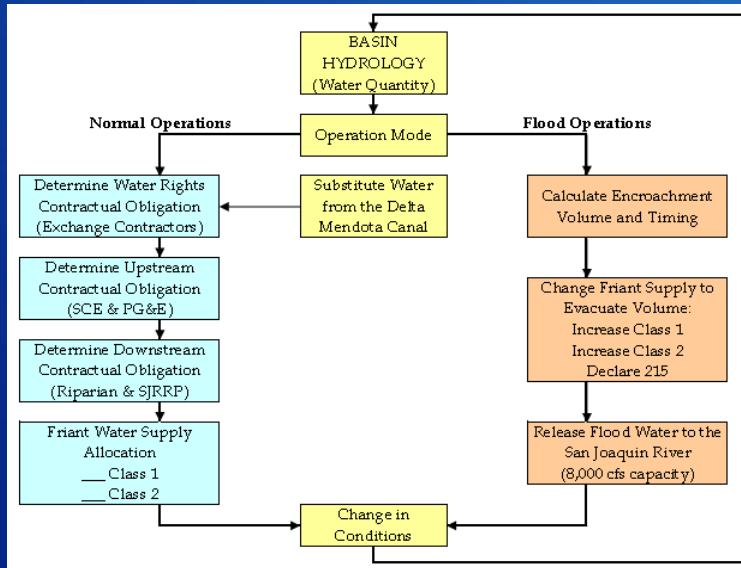 BASIN
HYDROLOGY
(Water Quantity)
Normal Operations
Operation Mode
Flood Operations
Determine Water Rights
Contractual Obligation
(Exchange Contractors)
Substitute Water
from the Delta
Mendota Canal
Calculate Encroachment
Volume and Timing
Determine Upstream
Contractual Obligation
(SCE & PG&E)
Change Friant Supply to
Evacuate Volume:
Increase Class 1
Increase Class 2
Declare 215
Determine Downstream
Contractual Obligation
(Riparian & SJRRP)
Friant Water Supply
Allocation
___ Class 1
___ Class 2
Release Flood Water to the
San Joaquin River
(8,000 cfs capacity)
Change in
Conditions